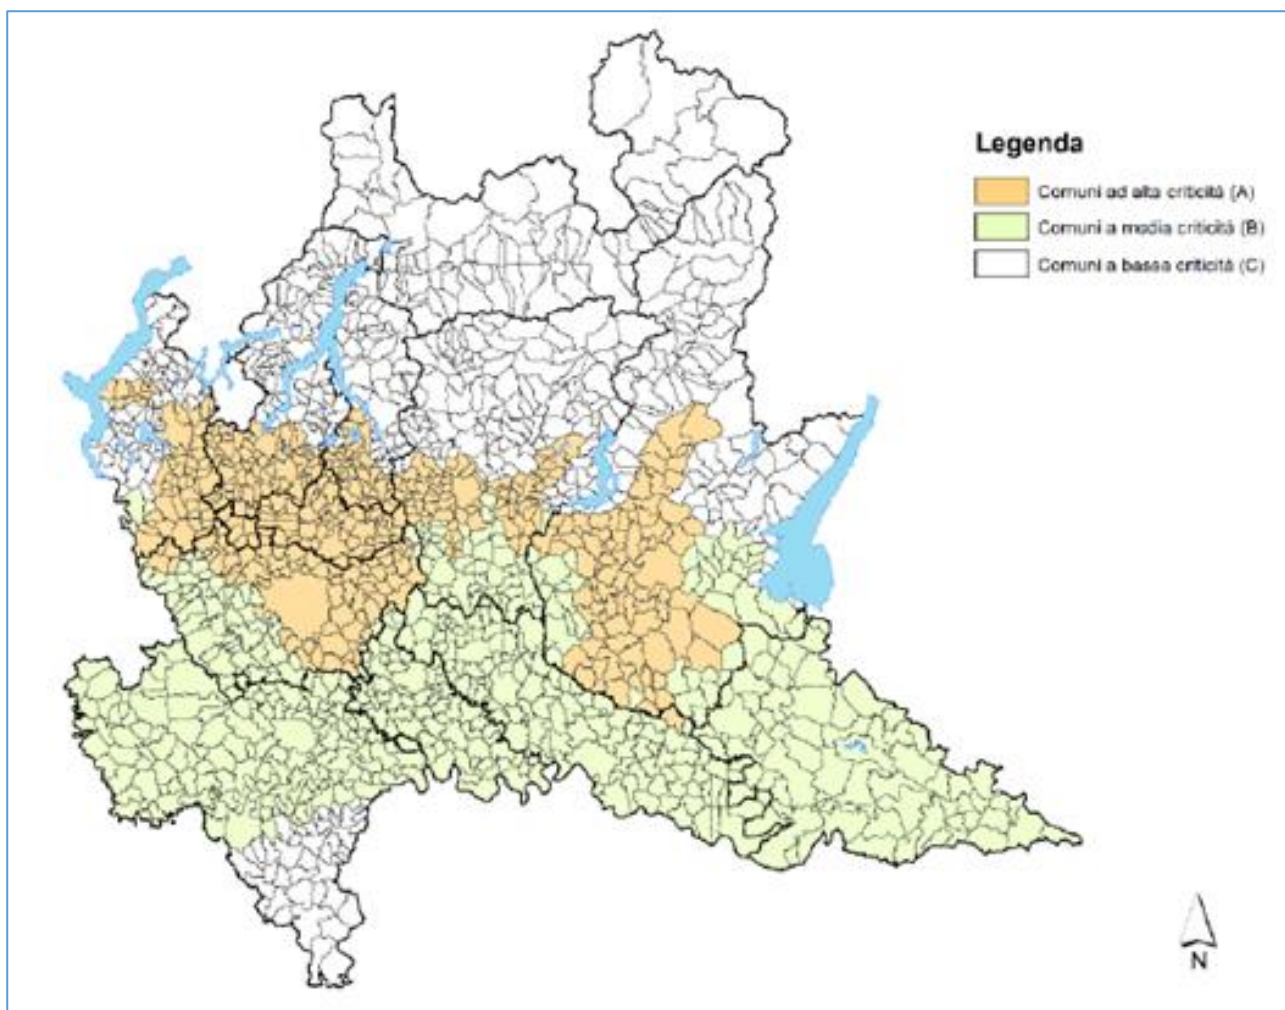 Legenda
Comuni ad alta criticità (A)
Comuni a media criticità (B)
Comuni a bassa criticità (C)
N